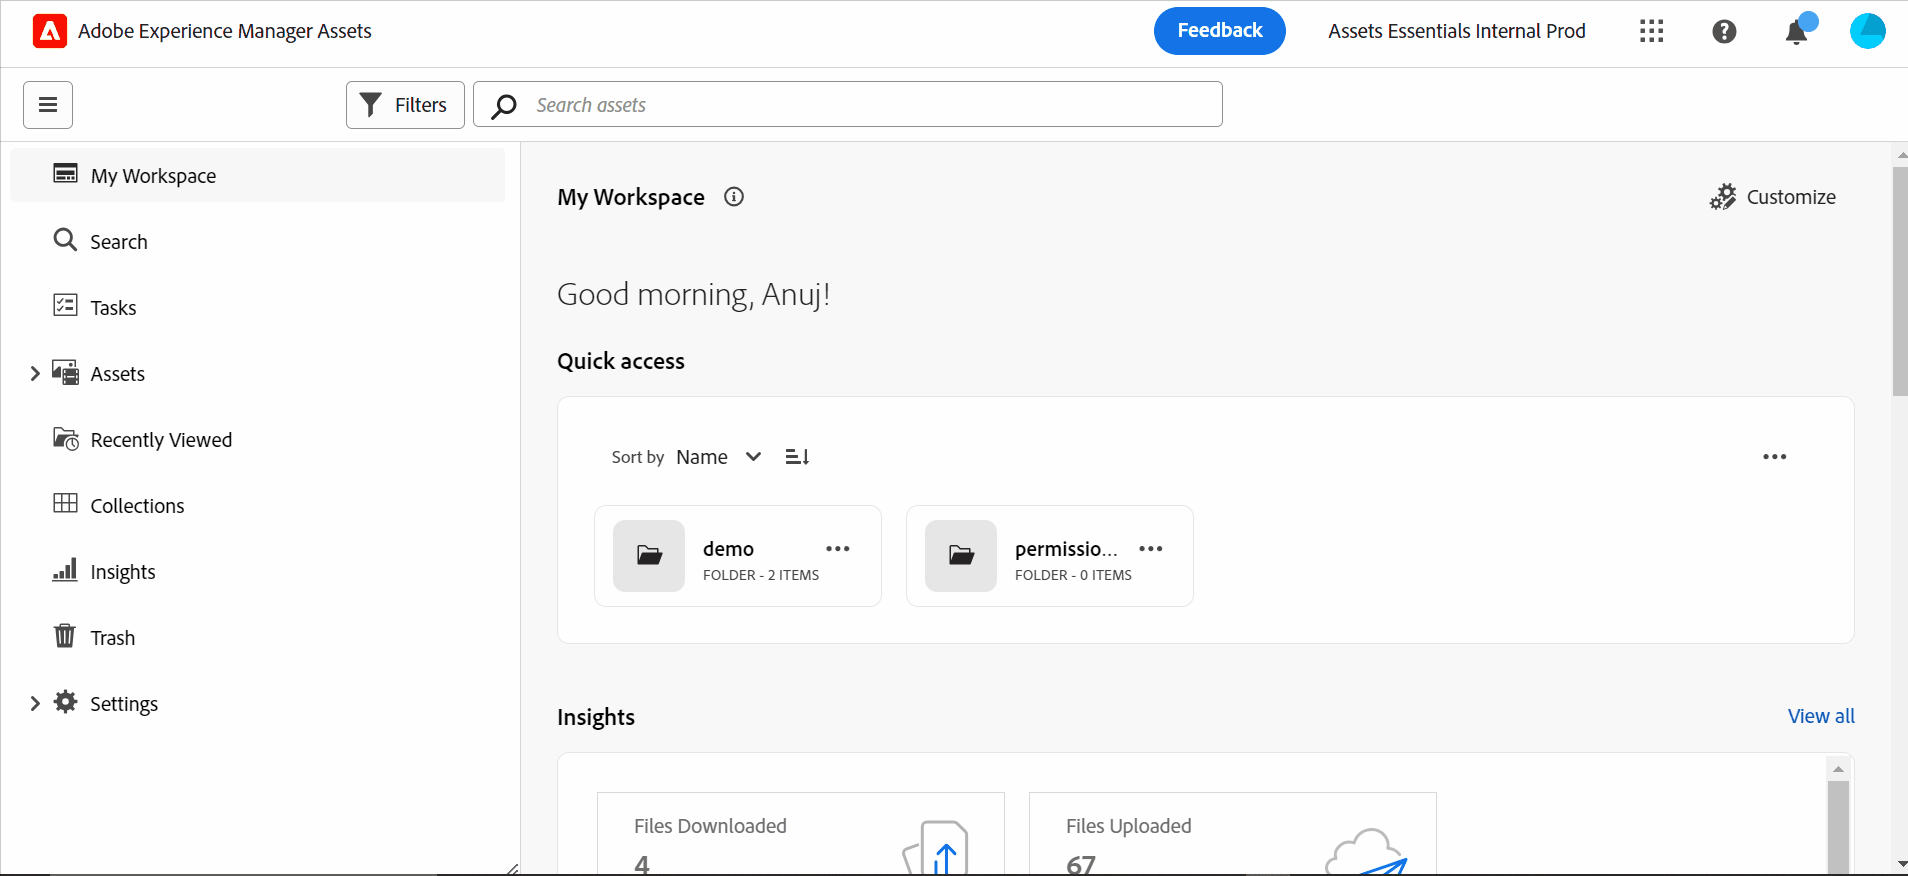 Adobe Experience Manager Assets
Feedback
Assets Essentials Internal Prod
Filters
Search assets
My Workspace
Search
Tasks
Assets
Recently Viewed
Collections
Insights
Trash
Settings
My Workspace
Customize
Good morning, Anuj!
Quick access
Sort by Name
demo
FOLDER - 2 ITEMS
permissio...
FOLDER - 0 ITEMS
Insights
View all
Files Downloaded
4
Files Uploaded
67